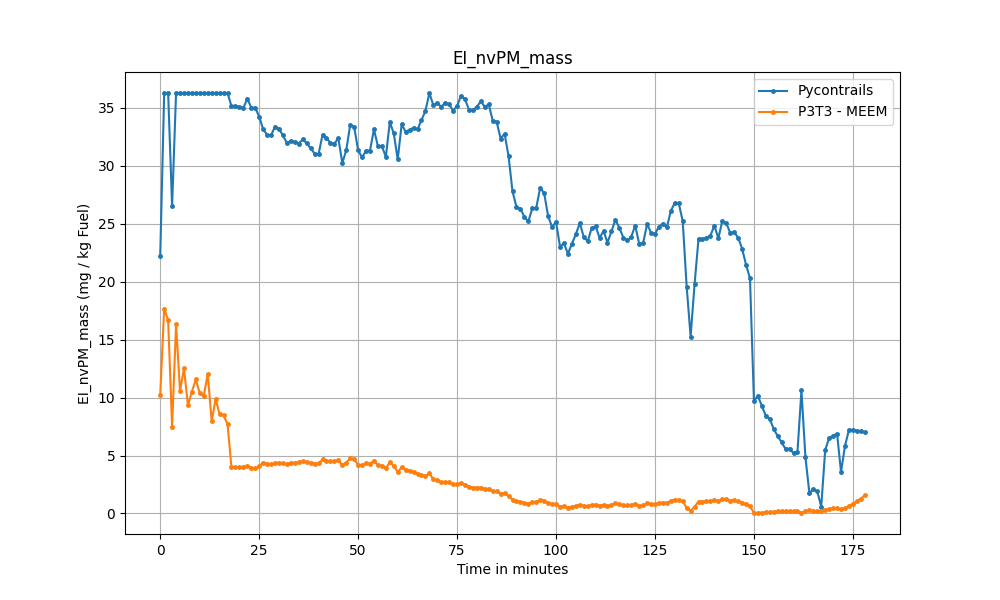 EI_nvPM_mass
Pycontrails
P3T3 - MEEM
EI_nvPM_mass (mg / kg Fuel)
35
30
25
20
15
10
5
0
0 25 50 75 100 125 150 175
Time in minutes